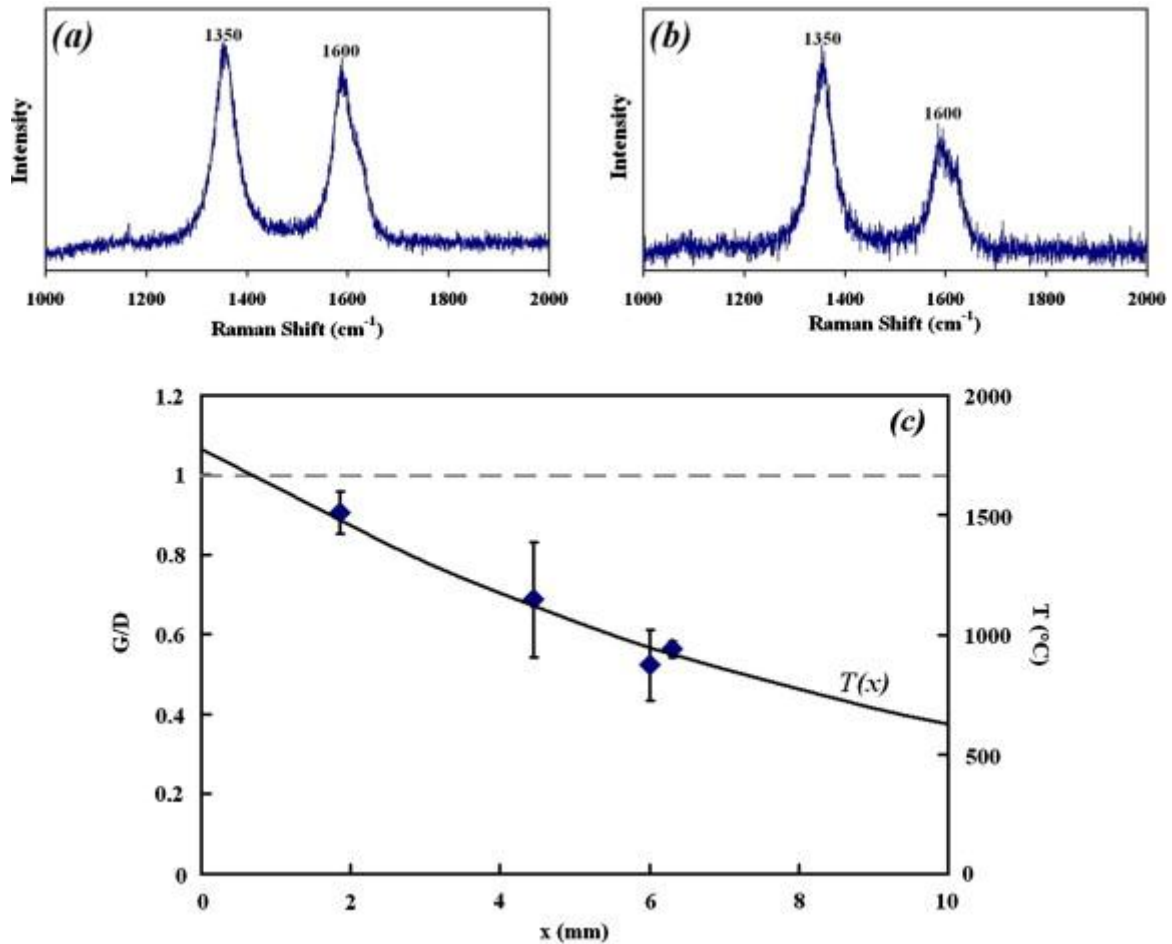 (a)
1350
1600
Intensity
1000 1200 1400 1600 1800 2000
Raman Shift (cm⁻¹)
(b)
1350
1600
Intensity
1000 1200 1400 1600 1800 2000
Raman Shift (cm⁻¹)
(c)
1.2
1
0.8
0.6
0.4
0.2
0
G/D
2000
1500
1000
500
0
T (°C)
T(x)
0 2 4 6 8 10
x (mm)